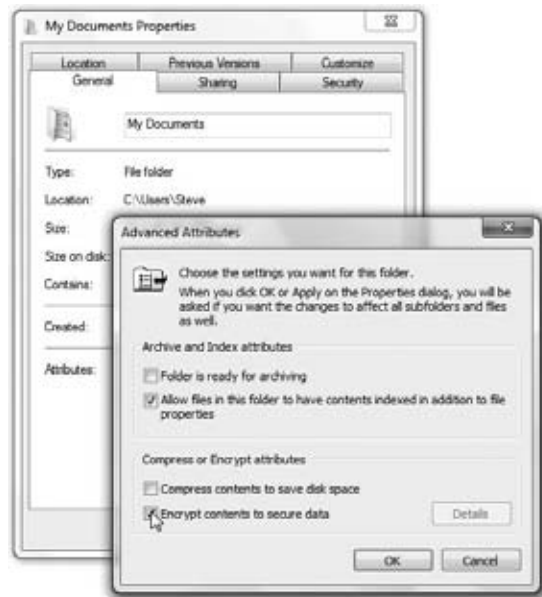 My Documents Properties
Location Previous Versions Customize
General Sharing Security
My Documents
Type: File folder
Location: C:\Users\Steve
Size:
Size on disk:
Contains:
Created:
Attributes:
Advanced Attributes
Choose the settings you want for this folder.
When you click OK or Apply on the Properties dialog, you will be
asked if you want the changes to affect all subfolders and files
as well.
Archive and Index attributes
Folder is ready for archiving
Allow files in this folder to have contents indexed in addition to file
properties
Compress or Encrypt attributes
Compress contents to save disk space
Encrypt contents to secure data
Details
OK Cancel